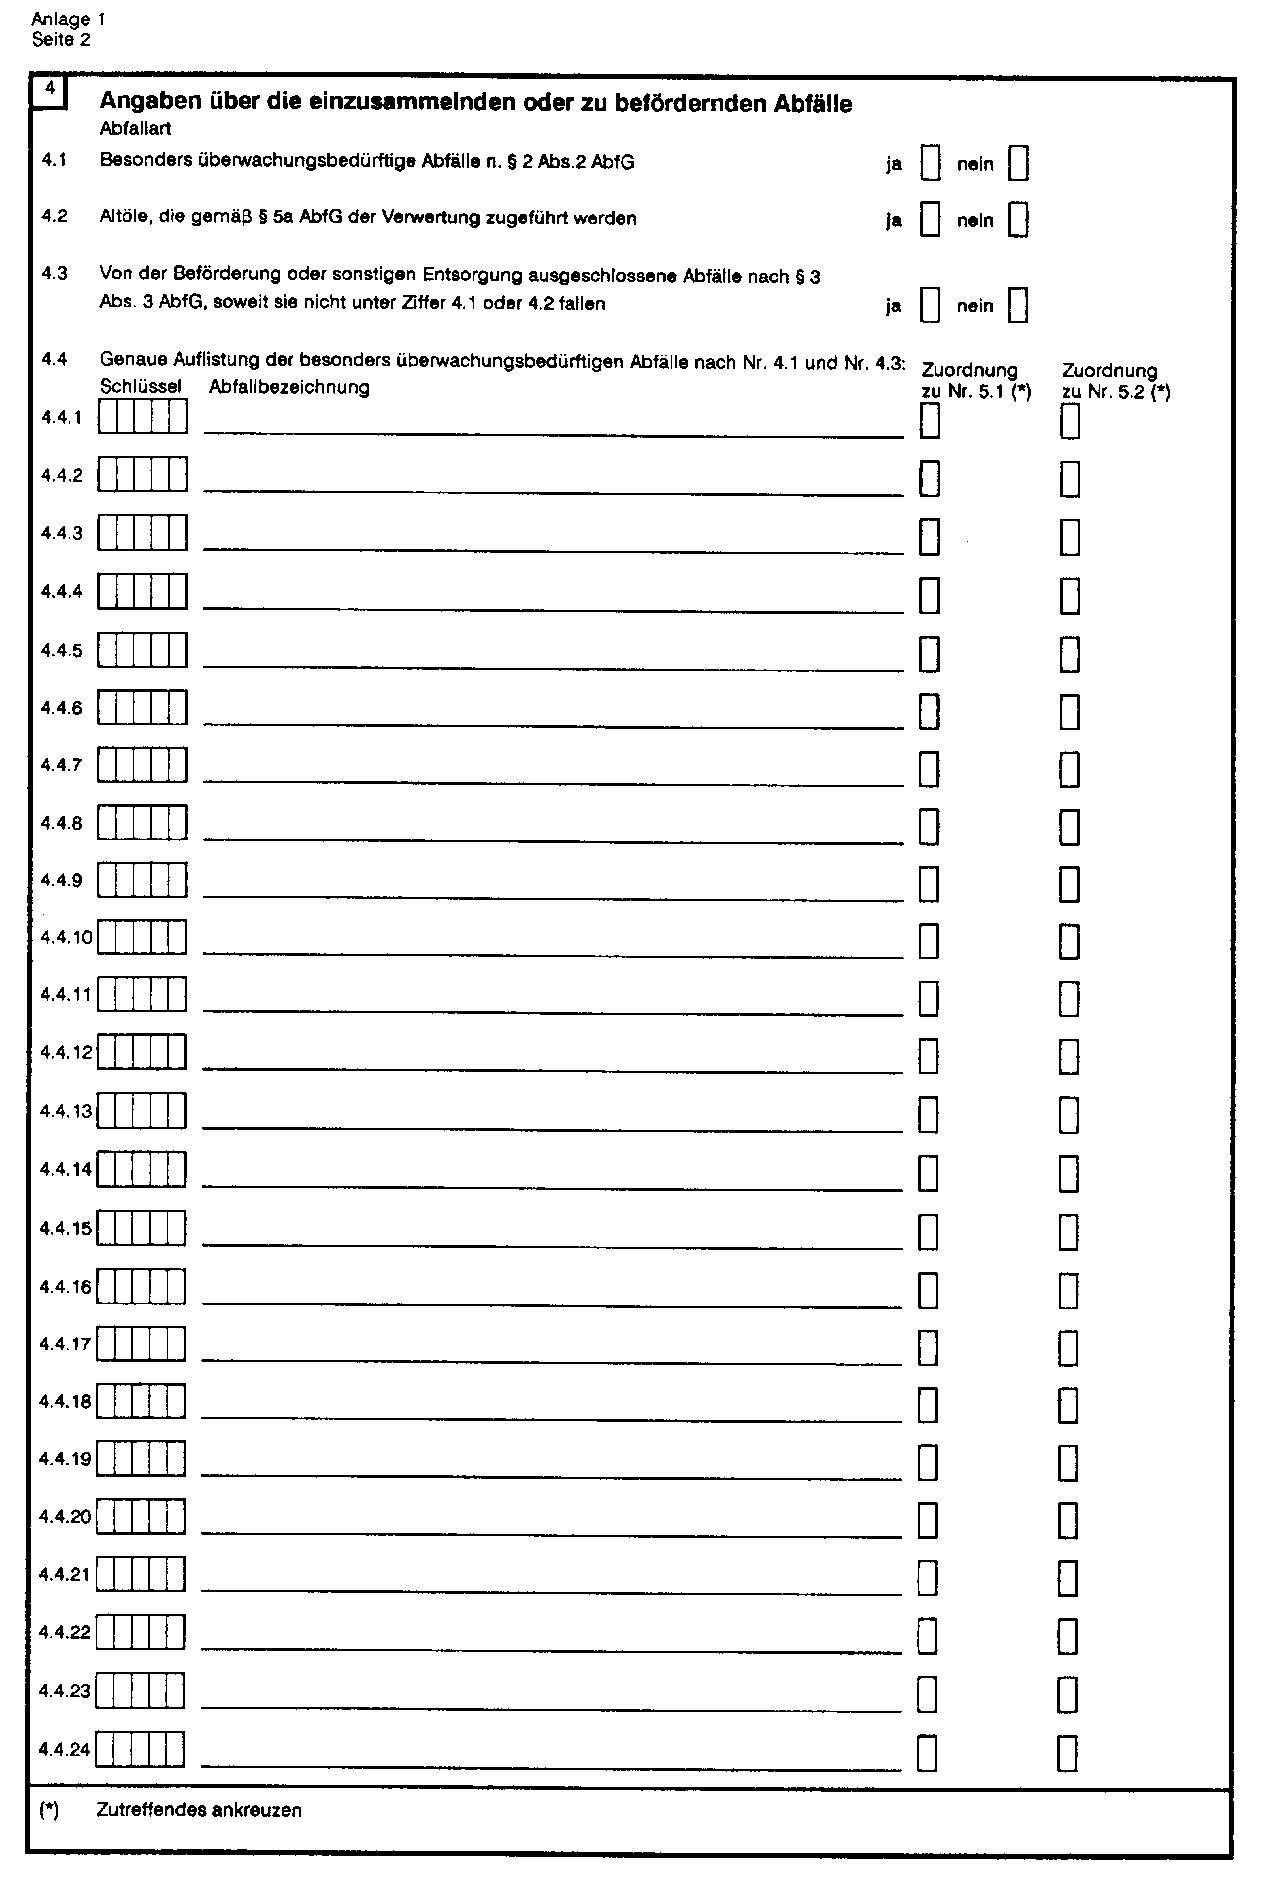 Anlage 1
Seite 2
4
Angaben über die einzusammelnden oder zu befördernden Abfälle
Abfallart
4.1 Besonders überwachungsbedürftige Abfälle n. § 2 Abs.2 AbfG ja nein
4.2 Altöle, die gemäß § 5a AbfG der Verwertung zugeführt werden ja nein
4.3 Von der Beförderung oder sonstigen Entsorgung ausgeschlossene Abfälle nach § 3
Abs. 3 AbfG, soweit sie nicht unter Ziffer 4.1 oder 4.2 fallen ja nein
4.4 Genaue Auflistung der besonders überwachungsbedürftigen Abfälle nach Nr. 4.1 und Nr. 4.3: Zuordnung Zuordnung
Schlüssel Abfallbezeichnung zu Nr. 5.1 (*) zu Nr. 5.2 (*)
4.4.1
4.4.2
4.4.3
4.4.4
4.4.5
4.4.6
4.4.7
4.4.8
4.4.9
4.4.10
4.4.11
4.4.12
4.4.13
4.4.14
4.4.15
4.4.16
4.4.17
4.4.18
4.4.19
4.4.20
4.4.21
4.4.22
4.4.23
4.4.24
(*) Zutreffendes ankreuzen